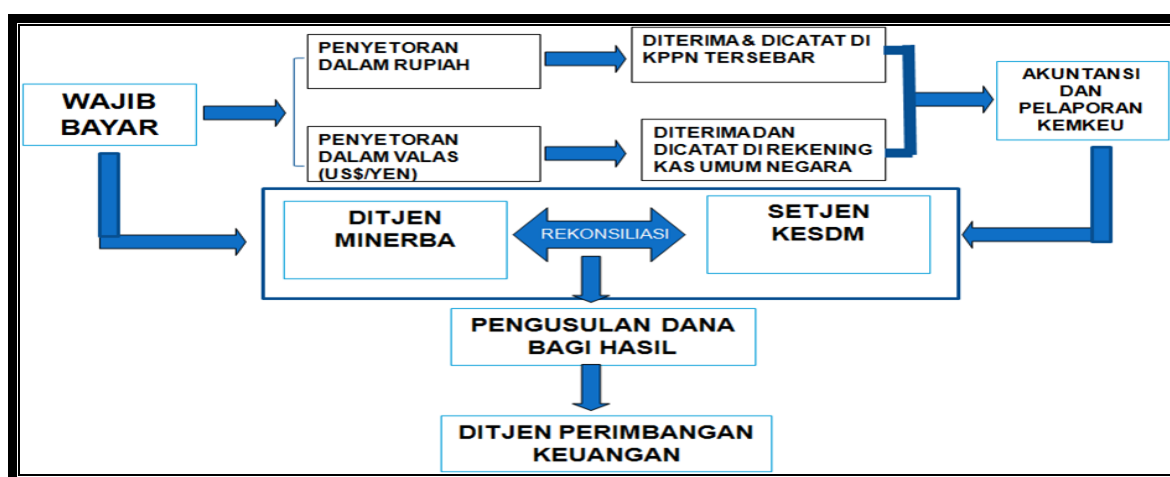 PENYETORAN
DALAM RUPIAH
DITERIMA & DICATAT DI
KPPN TERSEBAR
AKUNTANSI
DAN
PELAPORAN
KEMKEU
WAJIB
BAYAR
PENYETORAN
DALAM VALAS
(US$/YEN)
DITERIMA DAN
DICATAT DI REKENING
KAS UMUM NEGARA
DITJEN
MINERBA
REKONSILIASI
SETJEN
KESDM
PENGUSULAN DANA
BAGI HASIL
DITJEN PERIMBANGAN
KEUANGAN